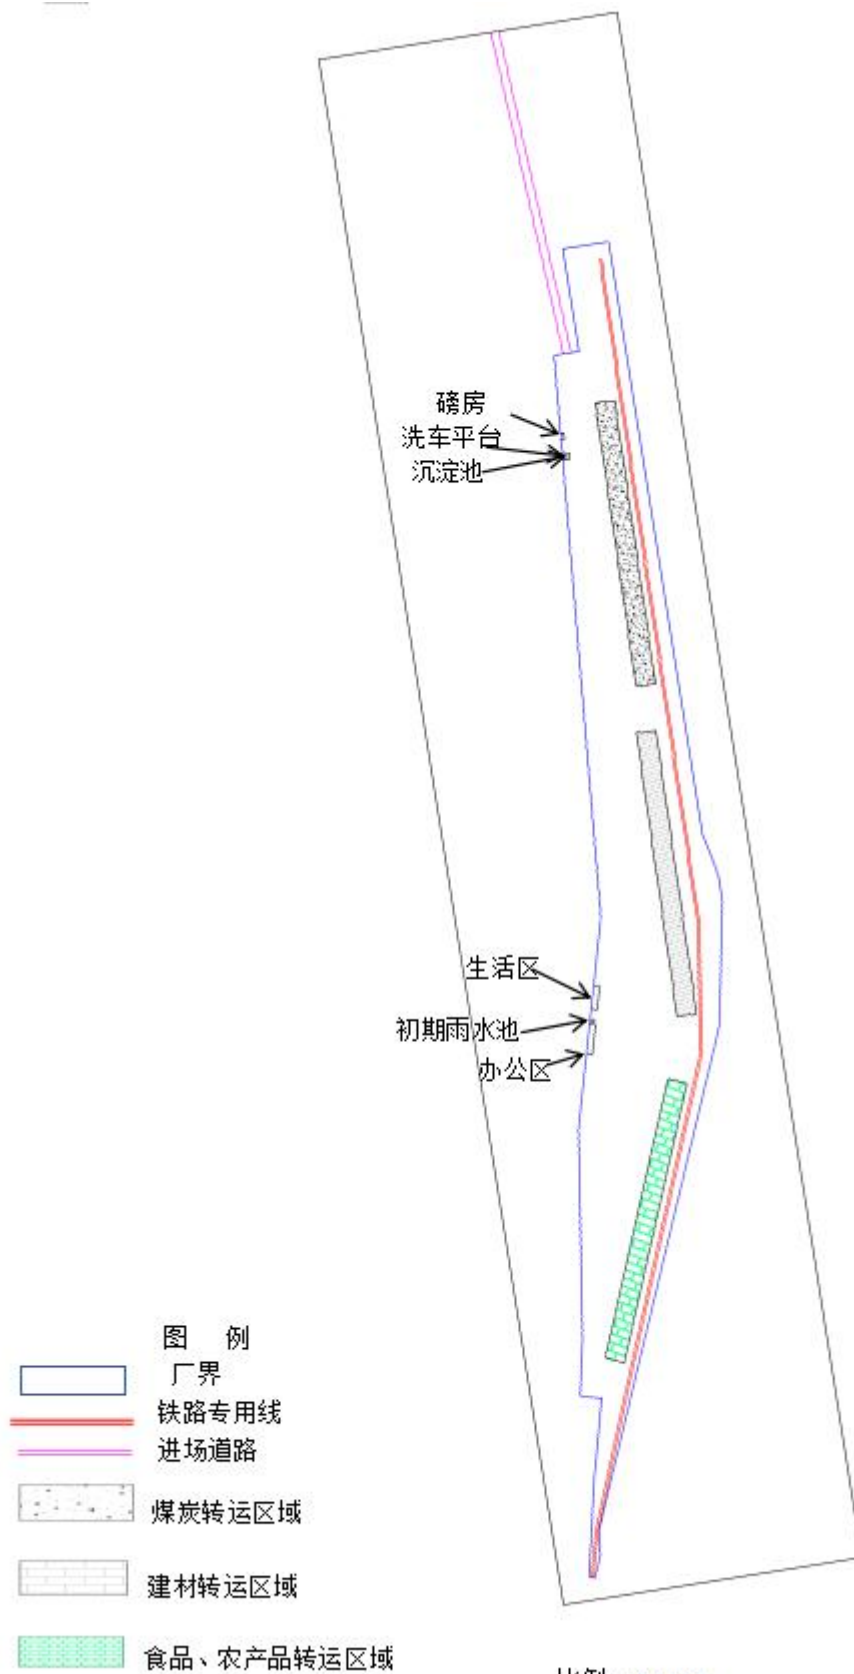 磅房
洗车平台
沉淀池
生活区
初期雨水池
办公区
图 例
厂界
铁路专用线
进场道路
煤炭转运区域
建材转运区域
食品、农产品转运区域
比例